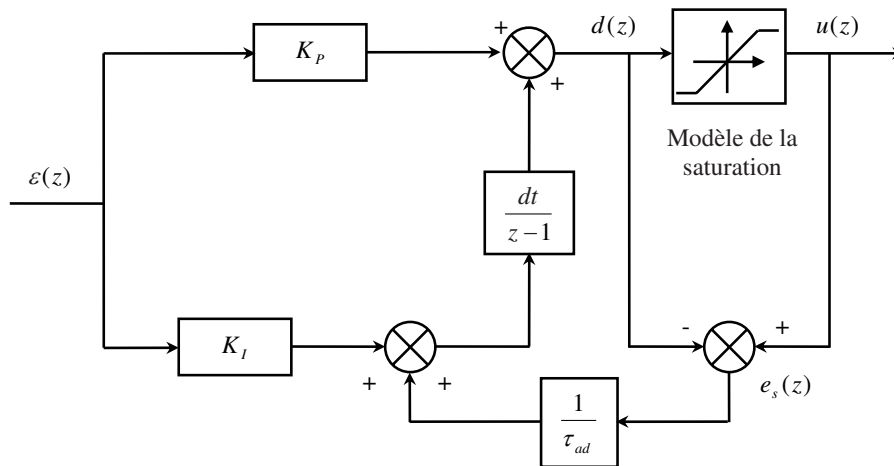 +
K_P
d(z)
u(z)
+
Modèle de la
saturation
ε(z)
dt
z − 1
K_I
-
+
+
+
e_s(z)
1
τ_ad